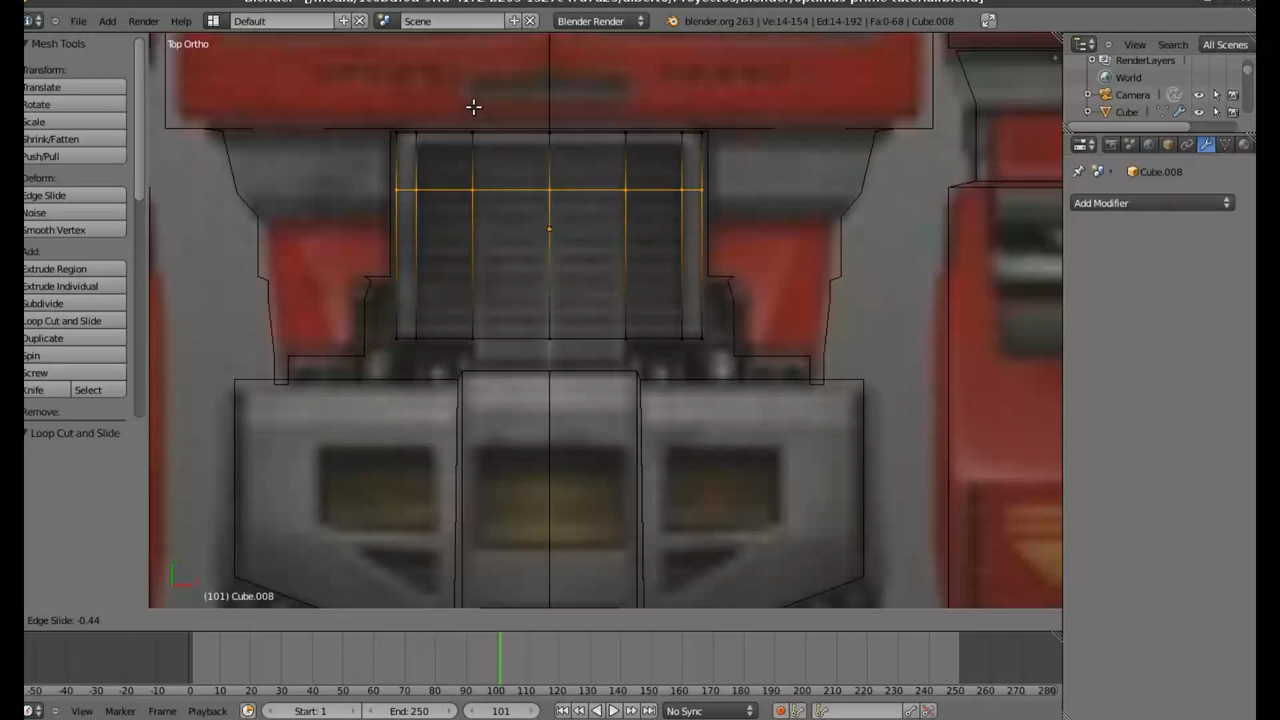 File Add Render Help Default Scene Blender Render blender.org 263 | Ve:14-154 | Ed:14-192 | Fa:0-68 | Cube.008
Mesh Tools
Transform:
Translate
Rotate
Scale
Shrink/Fatten
Push/Pull
Deform:
Edge Slide
Noise
Smooth Vertex
Add:
Extrude Region
Extrude Individual
Subdivide
Loop Cut and Slide
Duplicate
Spin
Screw
Knife Select
Remove:
Loop Cut and Slide
Top Ortho
(101) Cube.008
View Search All Scenes
RenderLayers
World
Camera
Cube
Cube.008
Add Modifier
Edge Slide: -0.44
-50 -40 -30 -20 -10 0 10 20 30 40 50 60 70 80 90 100 110 120 130 140 150 160 170 180 190 200 210 220 230 240 250 260 270 280
View Marker Frame Playback Start: 1 End: 250 101 No Sync